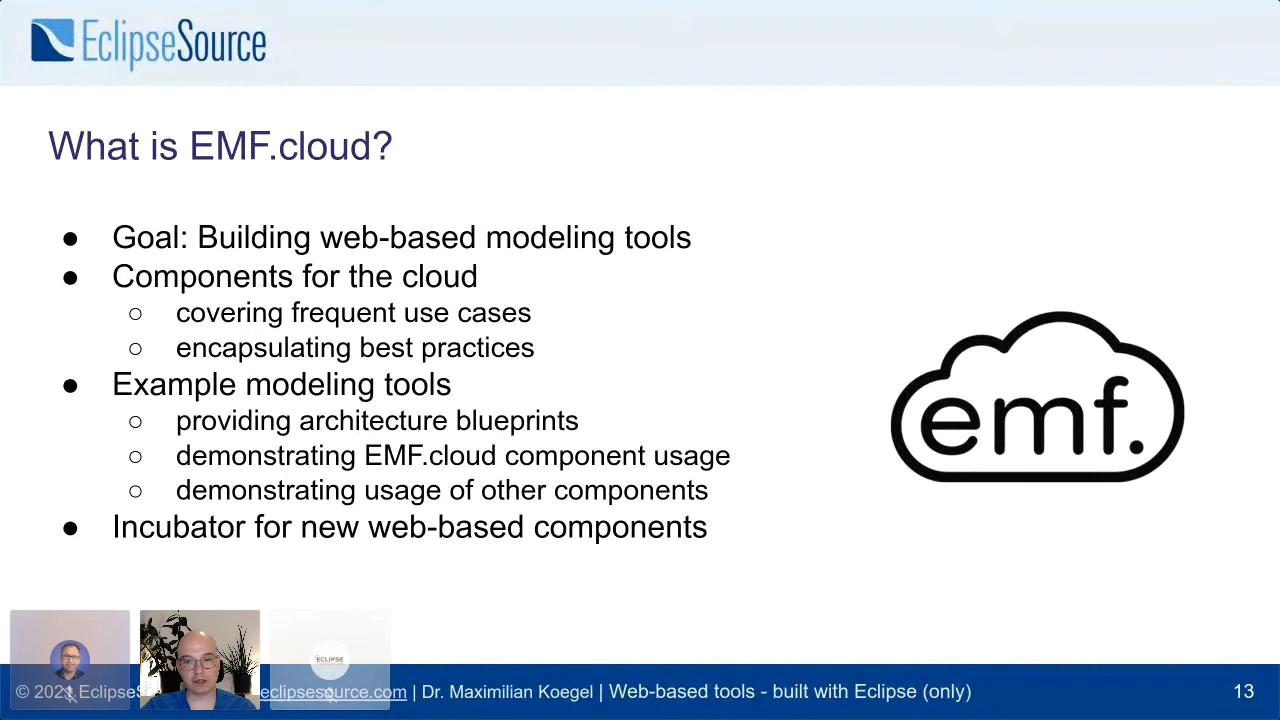 EclipseSource
What is EMF.cloud?
● Goal: Building web-based modeling tools
● Components for the cloud
○ covering frequent use cases
○ encapsulating best practices
● Example modeling tools
○ providing architecture blueprints
○ demonstrating EMF.cloud component usage
○ demonstrating usage of other components
● Incubator for new web-based components
emf.
ECLIPSE
© 2021 EclipseS eclipsesource.com | Dr. Maximilian Koegel | Web-based tools - built with Eclipse (only) 13